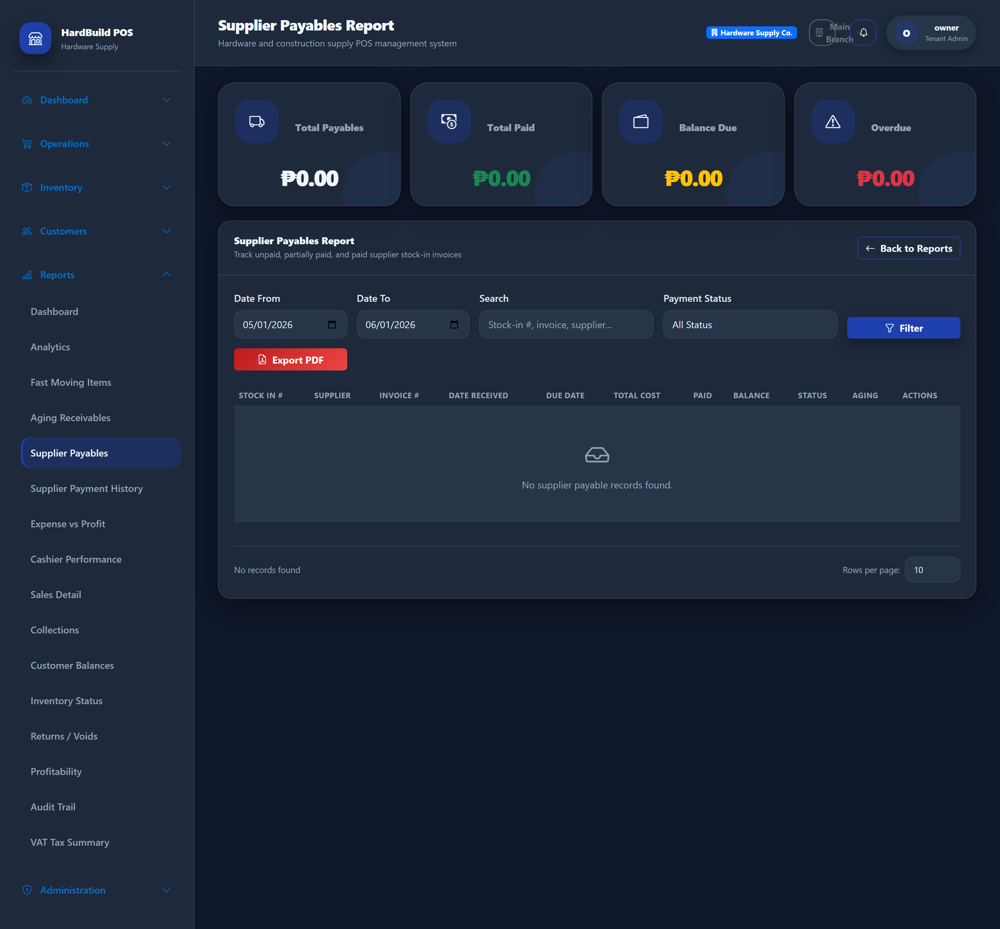 HardBuild POS
Hardware Supply
Dashboard
Operations
Inventory
Customers
Reports
Dashboard
Analytics
Fast Moving Items
Aging Receivables
Supplier Payables
Supplier Payment History
Expense vs Profit
Cashier Performance
Sales Detail
Collections
Customer Balances
Inventory Status
Returns / Voids
Profitability
Audit Trail
VAT Tax Summary
Administration
Supplier Payables Report
Hardware and construction supply POS management system
Hardware Supply Co.
Main
Branch
o
owner
Tenant Admin
Total Payables
₱0.00
Total Paid
₱0.00
Balance Due
₱0.00
Overdue
₱0.00
Supplier Payables Report
Track unpaid, partially paid, and paid supplier stock-in invoices
Back to Reports
Date From
Date To
Search
Payment Status
05/01/2026
06/01/2026
Stock-in #, invoice, supplier...
All Status
Filter
Export PDF
STOCK IN # SUPPLIER INVOICE # DATE RECEIVED DUE DATE TOTAL COST PAID BALANCE STATUS AGING ACTIONS
No supplier payable records found.
No records found
Rows per page: 10